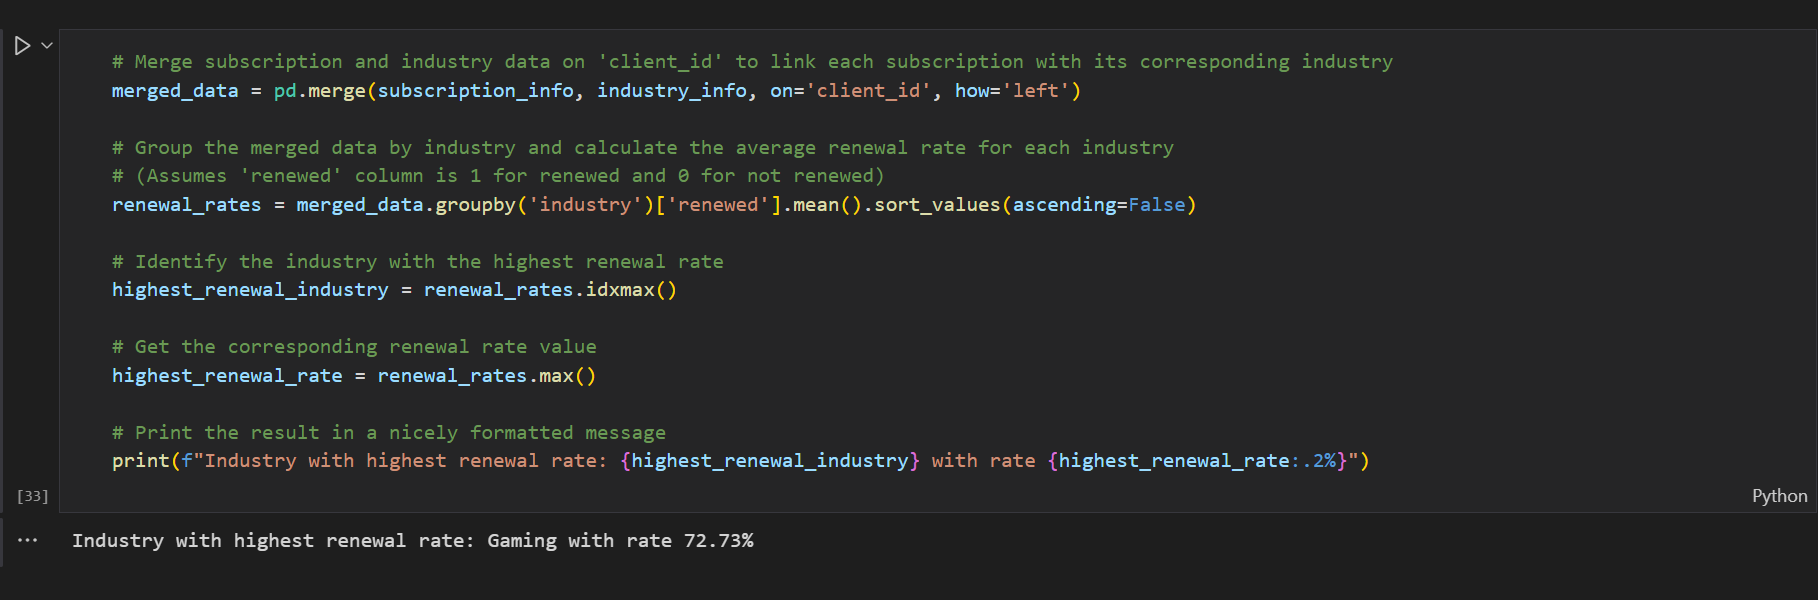 # Merge subscription and industry data on 'client_id' to link each subscription with its corresponding industry
merged_data = pd.merge(subscription_info, industry_info, on='client_id', how='left')
# Group the merged data by industry and calculate the average renewal rate for each industry
# (Assumes 'renewed' column is 1 for renewed and 0 for not renewed)
renewal_rates = merged_data.groupby('industry')['renewed'].mean().sort_values(ascending=False)
# Identify the industry with the highest renewal rate
highest_renewal_industry = renewal_rates.idxmax()
# Get the corresponding renewal rate value
highest_renewal_rate = renewal_rates.max()
# Print the result in a nicely formatted message
print(f"Industry with highest renewal rate: {highest_renewal_industry} with rate {highest_renewal_rate:.2%}")
[33]
Python
Industry with highest renewal rate: Gaming with rate 72.73%